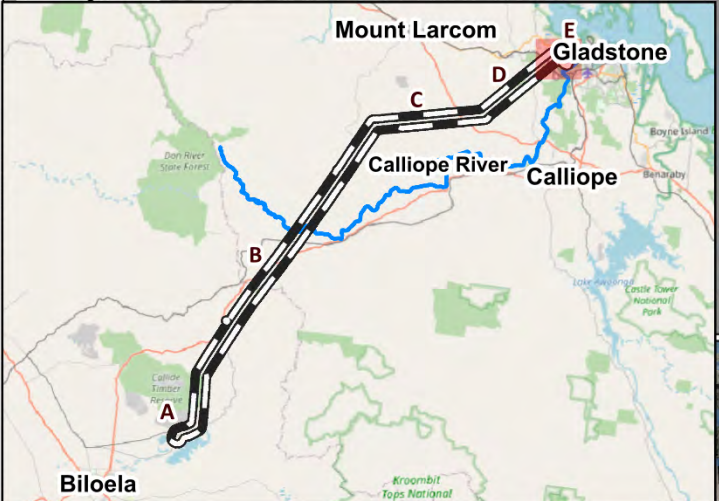 Mount Larcom
E
Gladstone
D
C
Don River
State Forest
Calliope River
Calliope
Boyne Island
Benaraby
B
Lake Awoonga
Castle Tower
National
Park
Callide
Timber
Reserve
A
Biloela
Kroombit
Tops National